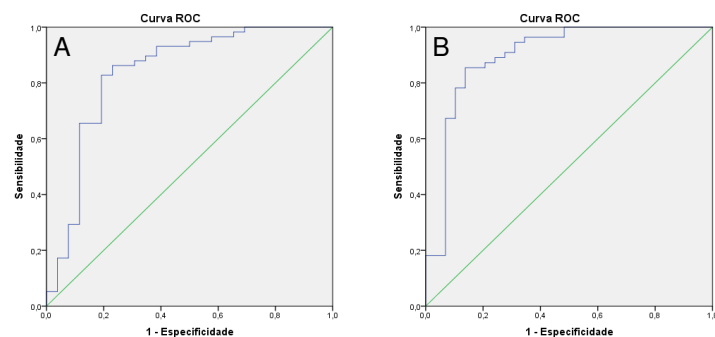 Curva ROC
A
Sensibilidade
1,0
0,8
0,6
0,4
0,2
0,0
0,0 0,2 0,4 0,6 0,8 1,0
1 - Especificidade
Curva ROC
B
Sensibilidade
1,0
0,8
0,6
0,4
0,2
0,0
0,0 0,2 0,4 0,6 0,8 1,0
1 - Especificidade